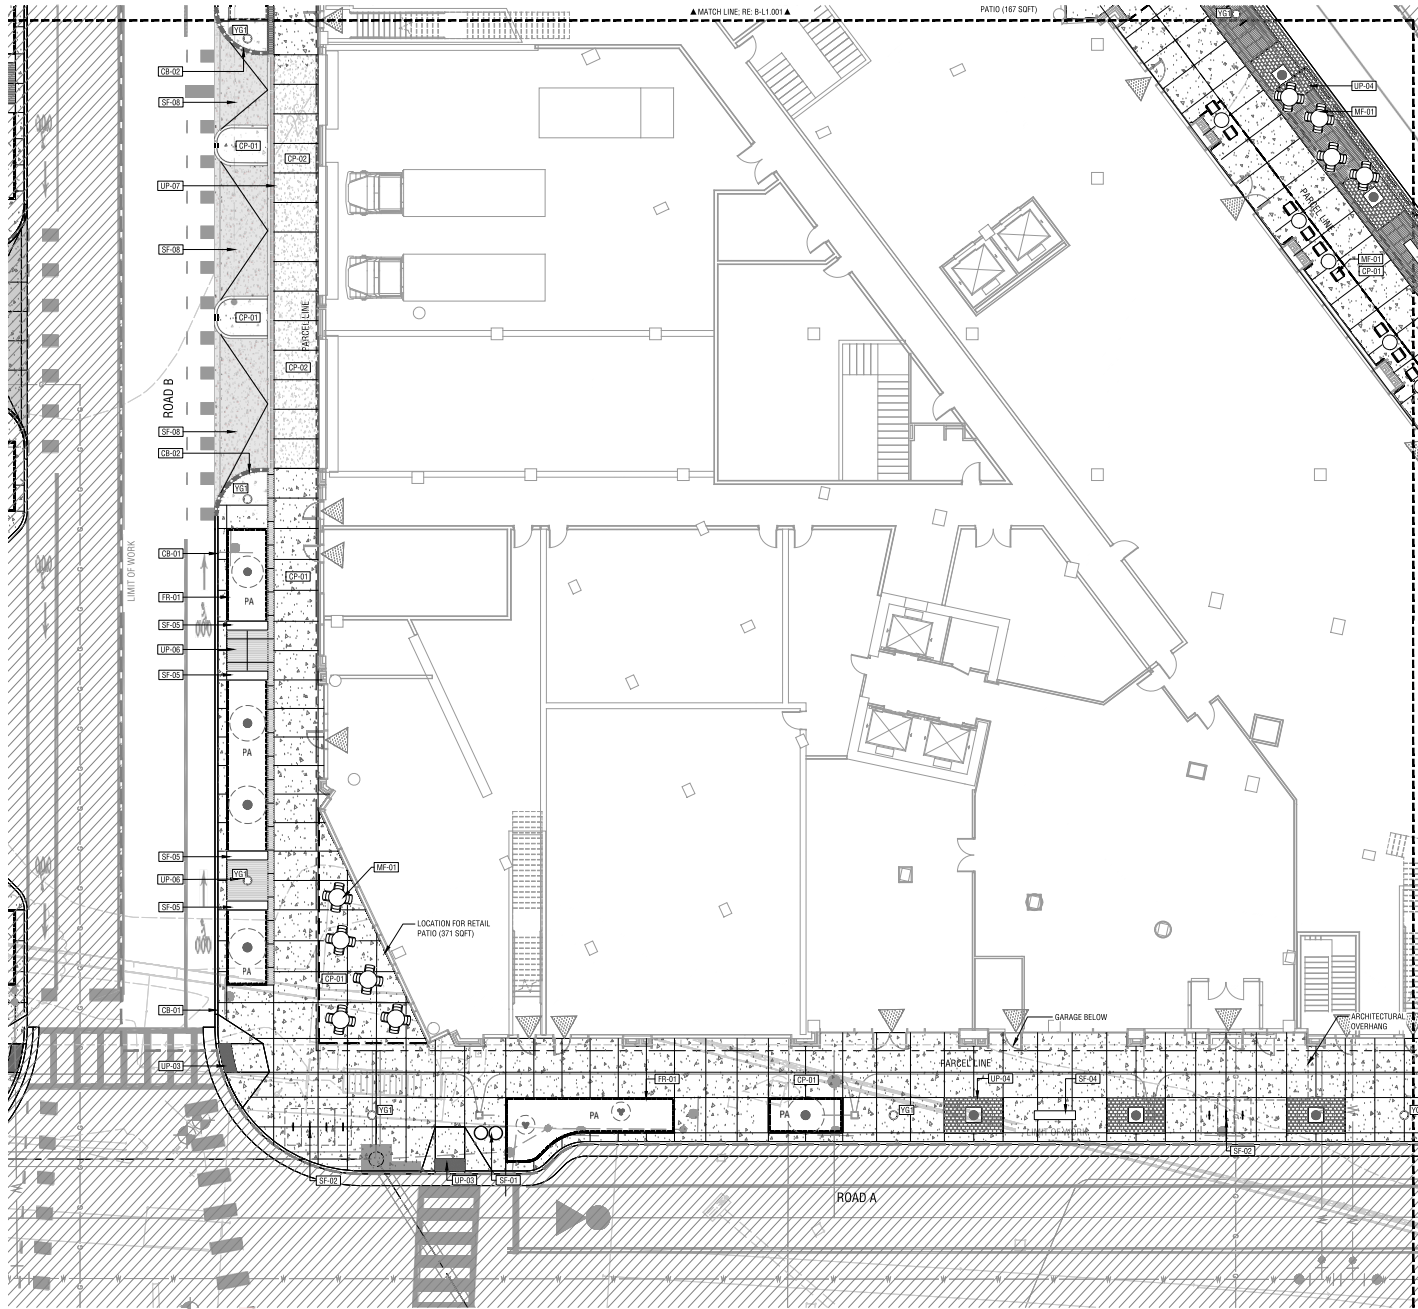 ▲MATCH LINE; RE: B-L1.001▲
PATIO (167 SQFT)
YG1
YG1
CB-02
SF-08
UP-04
MF-01
CP-01
CP-02
UP-07
PARCEL LINE
SF-08
MF-01
CP-01
CP-01
PARCEL LINE
CP-02
ROAD B
SF-08
CB-02
YG1
LIMIT OF WORK
CB-01
CP-01
FR-01
PA
SF-05
UP-06
SF-05
PA
SF-05
UP-06
YG1
MF-01
SF-05
LOCATION FOR RETAIL
PATIO (371 SQFT)
PA
CP-01
CB-01
GARAGE BELOW
ARCHITECTURAL
OVERHANG
UP-03
PARCEL LINE
FR-01
CP-01
UP-04
SF-04
YG1
PA
PA
YG1
SF-02
SF-02
UP-03
SF-01
ROAD A
W W W W W W W W W W W W